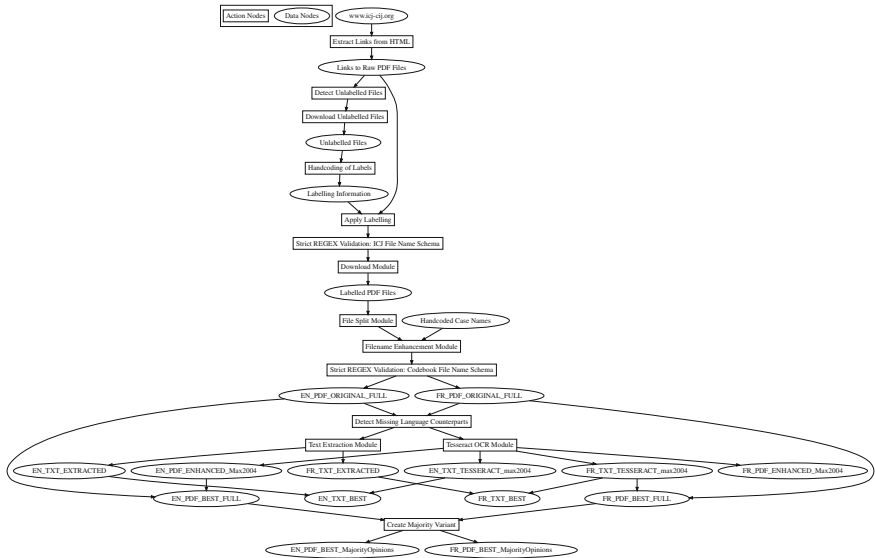 Action Nodes
Data Nodes
www.icj-cij.org
Extract Links from HTML
Links to Raw PDF Files
Detect Unlabelled Files
Download Unlabelled Files
Unlabelled Files
Handcoding of Labels
Labelling Information
Apply Labelling
Strict REGEX Validation: ICJ File Name Schema
Download Module
Labelled PDF Files
File Split Module
Handcoded Case Names
Filename Enhancement Module
Strict REGEX Validation: Codebook File Name Schema
EN_PDF_ORIGINAL_FULL
FR_PDF_ORIGINAL_FULL
Detect Missing Language Counterparts
Text Extraction Module
Tesseract OCR Module
EN_TXT_EXTRACTED
EN_PDF_ENHANCED_Max2004
FR_TXT_EXTRACTED
EN_TXT_TESSERACT_max2004
FR_TXT_TESSERACT_max2004
FR_PDF_ENHANCED_Max2004
EN_PDF_BEST_FULL
EN_TXT_BEST
FR_TXT_BEST
FR_PDF_BEST_FULL
Create Majority Variant
EN_PDF_BEST_MajorityOpinions
FR_PDF_BEST_MajorityOpinions